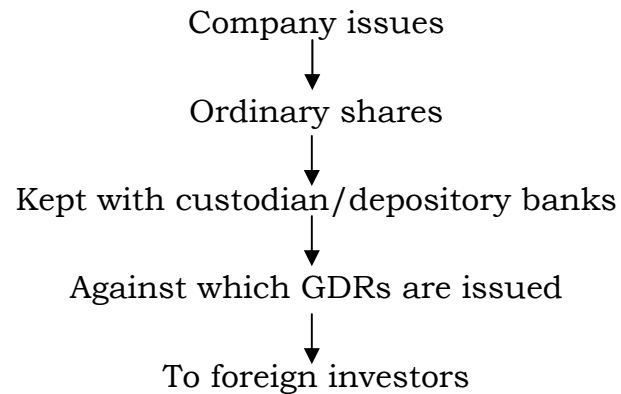 Company issues
Ordinary shares
Kept with custodian/depository banks
Against which GDRs are issued
To foreign investors